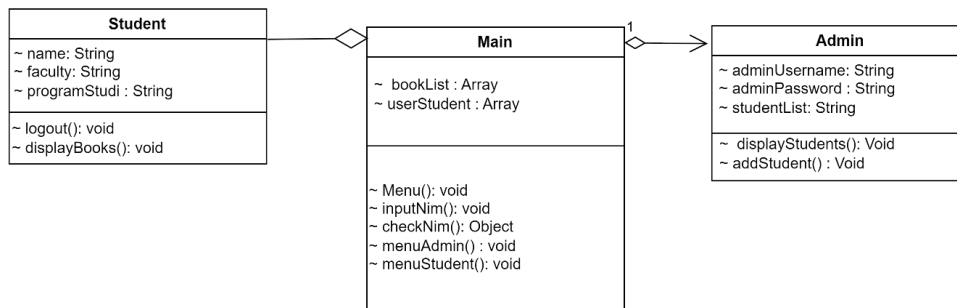 Student
~ name: String
~ faculty: String
~ programStudi : String
~ logout(): void
~ displayBooks(): void
Main
~ bookList : Array
~ userStudent : Array
~ Menu(): void
~ inputNim(): void
~ checkNim(): Object
~ menuAdmin() : void
~ menuStudent(): void
1
Admin
~ adminUsername: String
~ adminPassword : String
~ studentList: String
~ displayStudents(): Void
~ addStudent() : Void